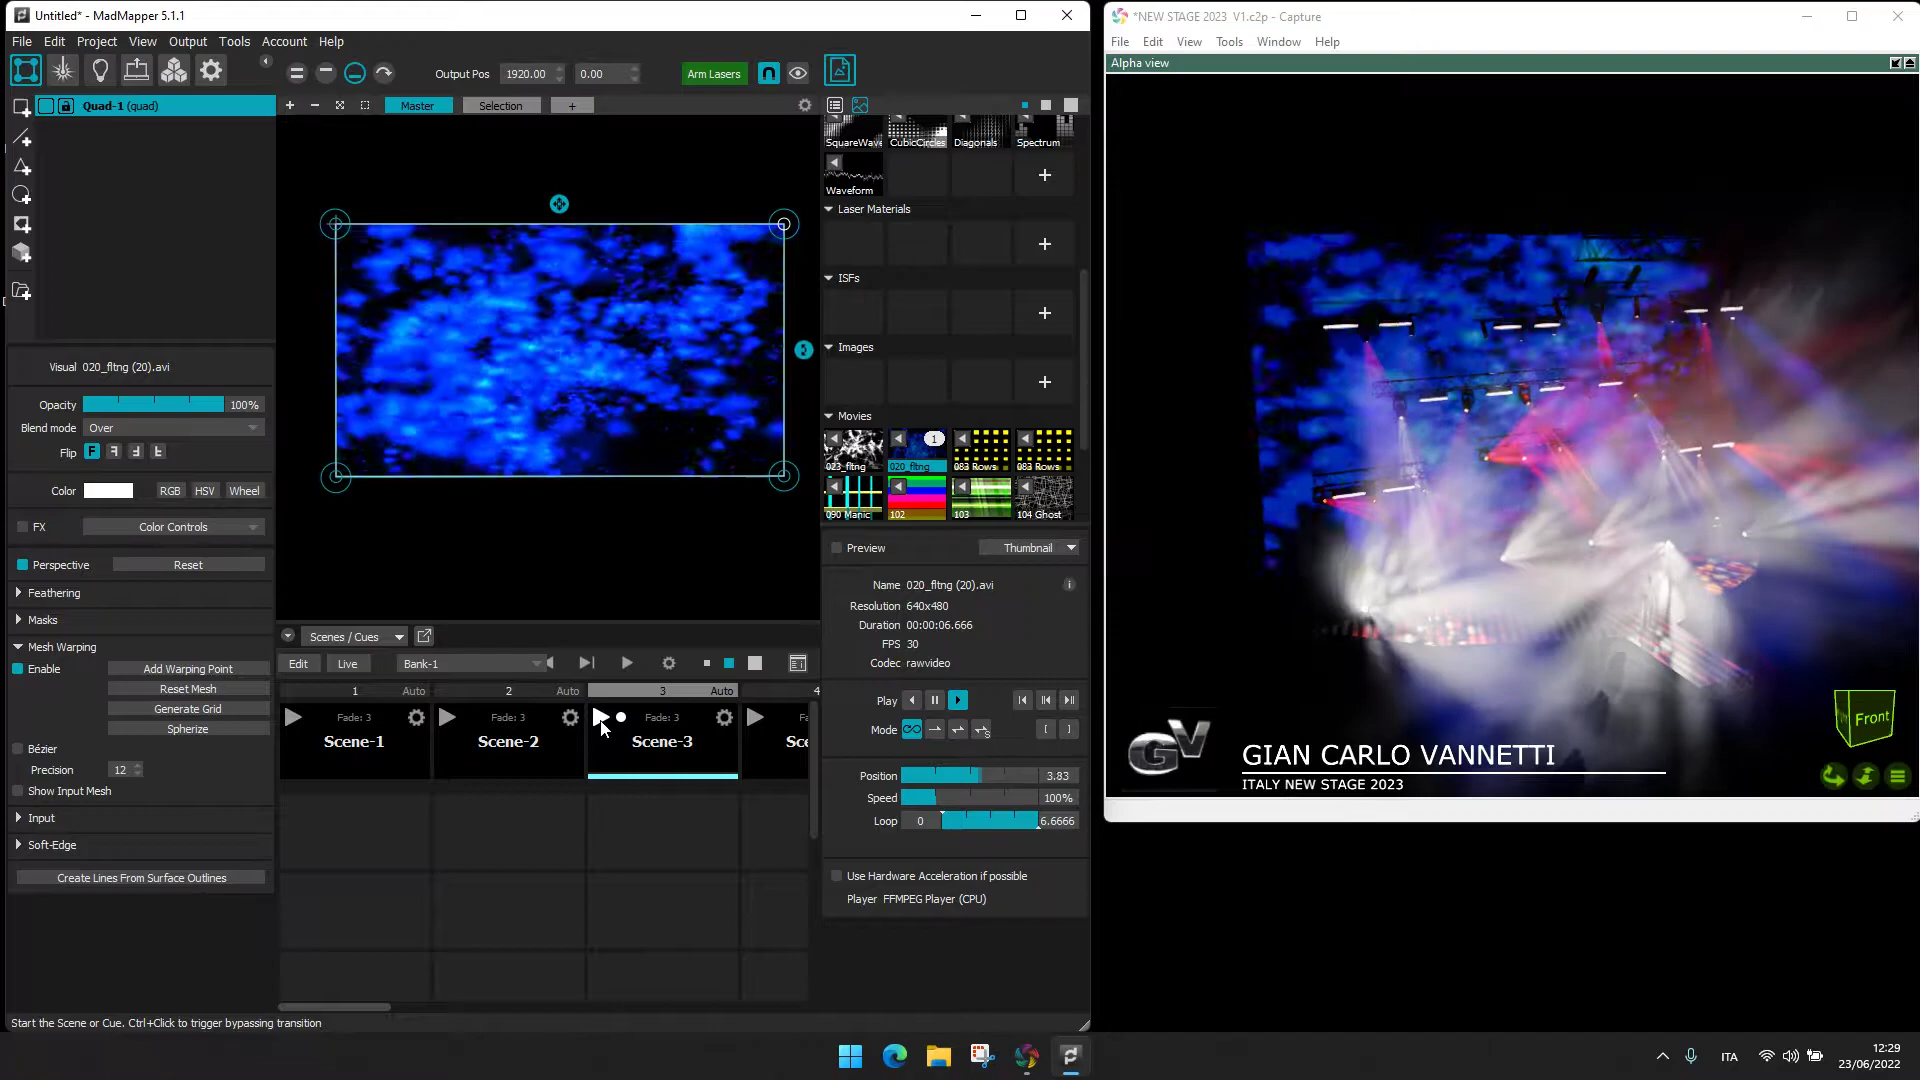 Untitled* - MadMapper 5.1.1
File Edit Project View Output Tools Account Help
Output Pos 1920.00 0.00 Arm Lasers
Quad-1 (quad)
Master Selection +
SquareWave CubicCircles Diagonals Spectrum
Waveform
Laser Materials
ISFs
Images
Movies
1
023_fltng 020_fltng 083 Rows 083 Rows
090 Manic 102 103 104 Ghost
Visual 020_fltng (20).avi
Opacity 100%
Blend mode Over
Flip
Color RGB HSV Wheel
FX Color Controls
Perspective Reset
Feathering
Masks
Mesh Warping
Enable Add Warping Point
Reset Mesh
Generate Grid
Spherize
Bézier
Precision 12
Show Input Mesh
Input
Soft-Edge
Create Lines From Surface Outlines
Scenes / Cues
Edit Live Bank-1
1 Auto 2 Auto 3 Auto 4
Fade: 3 Fade: 3 Fade: 3 Fa
Scene-1 Scene-2 Scene-3 Sce
Preview Thumbnail
Name 020_fltng (20).avi
Resolution 640x480
Duration 00:00:06.666
FPS 30
Codec rawvideo
Play
Mode
Position 3.83
Speed 100%
Loop 0 6.6666
Use Hardware Acceleration if possible
Player FFMPEG Player (CPU)
Start the Scene or Cue. Ctrl+Click to trigger bypassing transition
*NEW STAGE 2023 V1.c2p - Capture
File Edit View Tools Window Help
Alpha view
Front
GV
GIAN CARLO VANNETTI
ITALY NEW STAGE 2023
ITA
12:29
23/06/2022